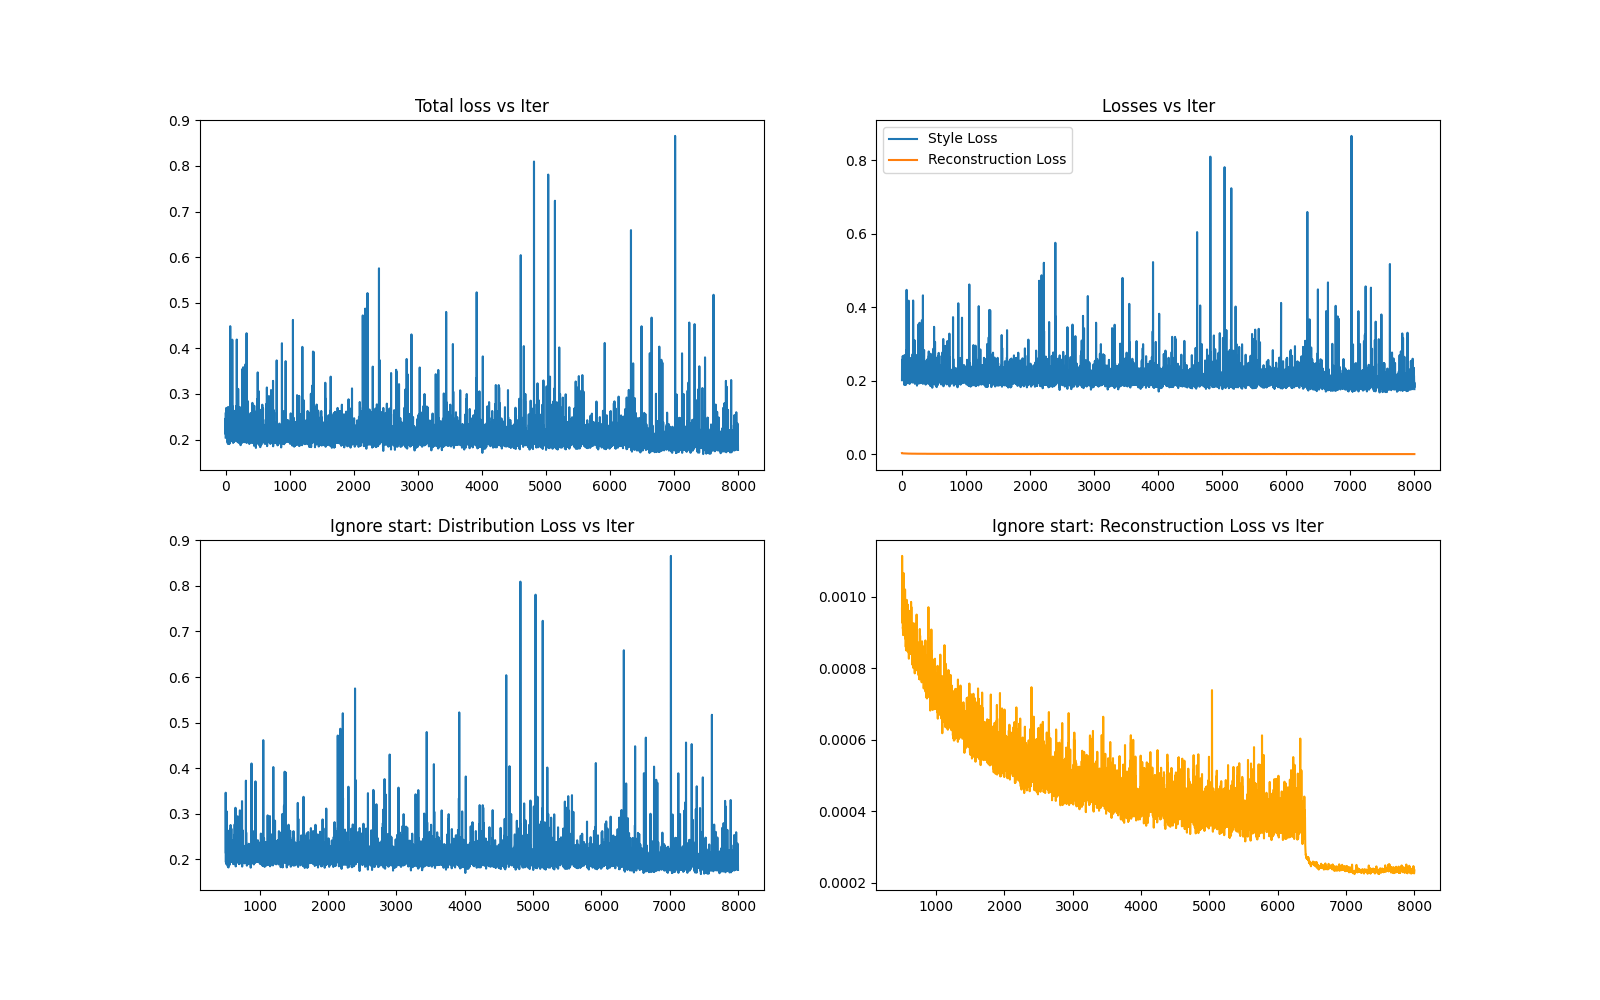 Total loss vs Iter
0.9
0.8
0.7
0.6
0.5
0.4
0.3
0.2
0 1000 2000 3000 4000 5000 6000 7000 8000
Losses vs Iter
Style Loss
Reconstruction Loss
0.8
0.6
0.4
0.2
0.0
0 1000 2000 3000 4000 5000 6000 7000 8000
Ignore start: Distribution Loss vs Iter
0.9
0.8
0.7
0.6
0.5
0.4
0.3
0.2
1000 2000 3000 4000 5000 6000 7000 8000
Ignore start: Reconstruction Loss vs Iter
0.0010
0.0008
0.0006
0.0004
0.0002
1000 2000 3000 4000 5000 6000 7000 8000